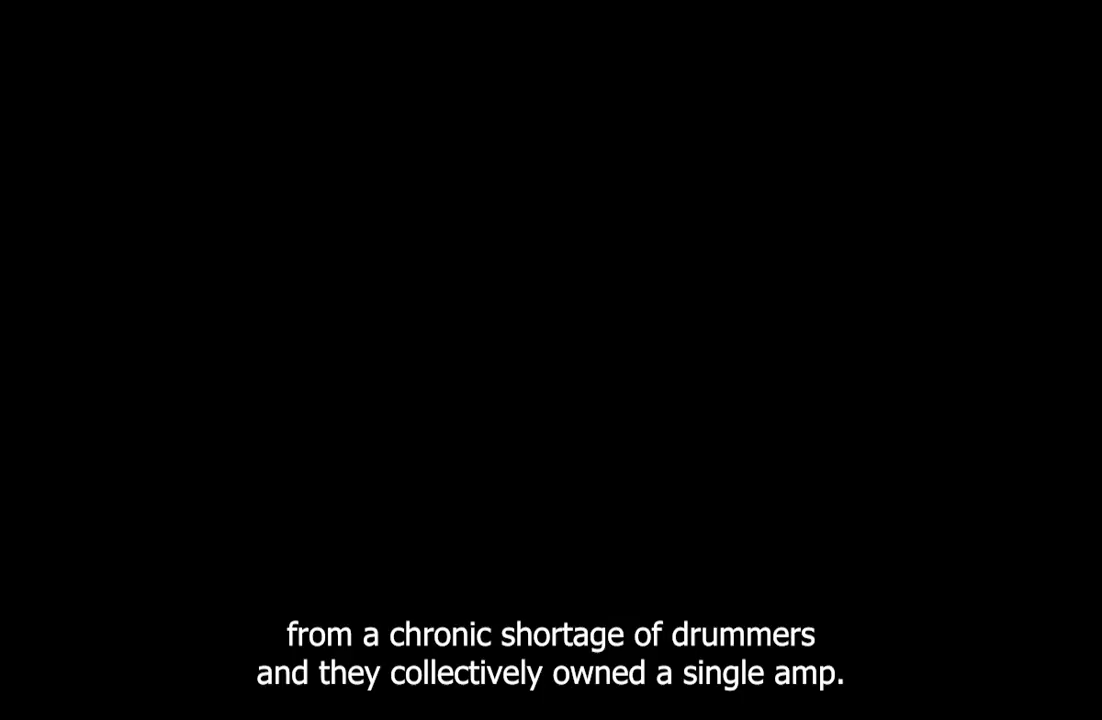 from a chronic shortage of drummers
and they collectively owned a single amp.